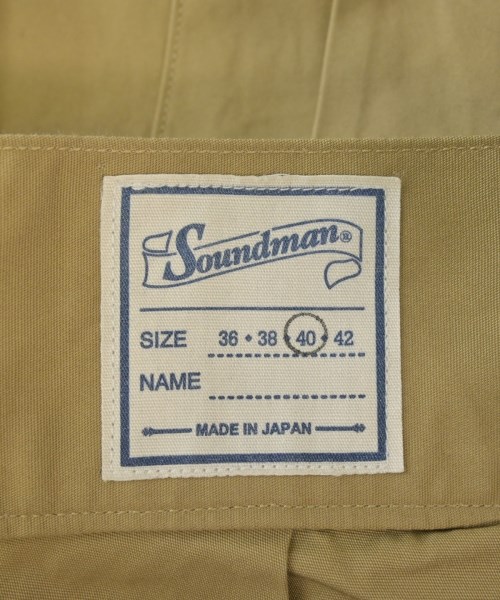 Soundman®
SIZE 36 • 38 • 40 • 42
NAME
MADE IN JAPAN